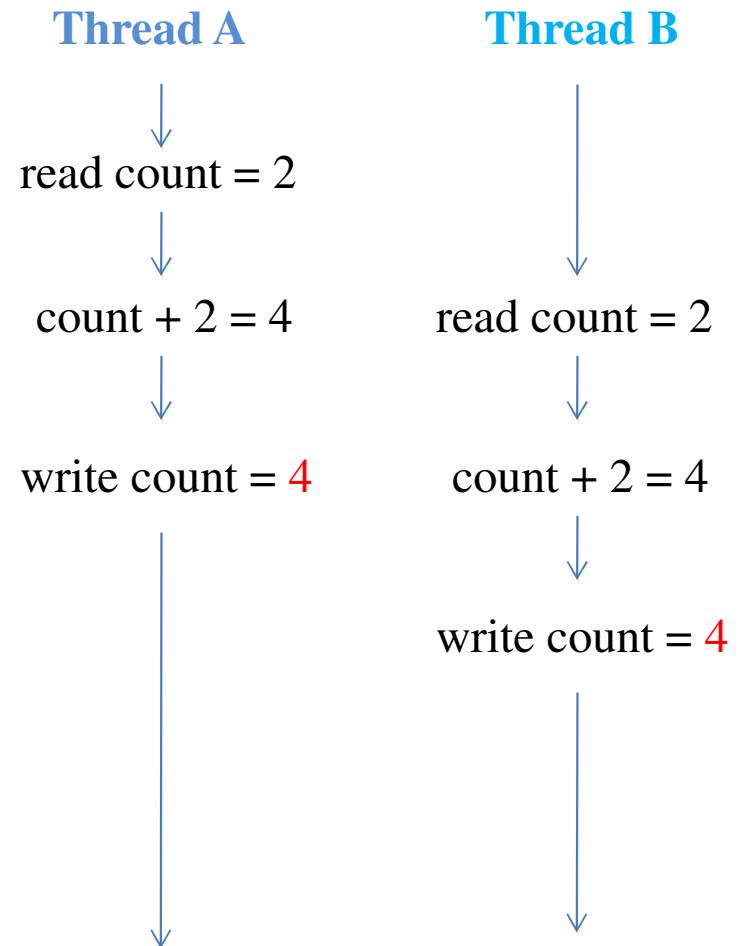 Thread A
Thread B
read count = 2
count + 2 = 4
read count = 2
write count = 4
count + 2 = 4
write count = 4